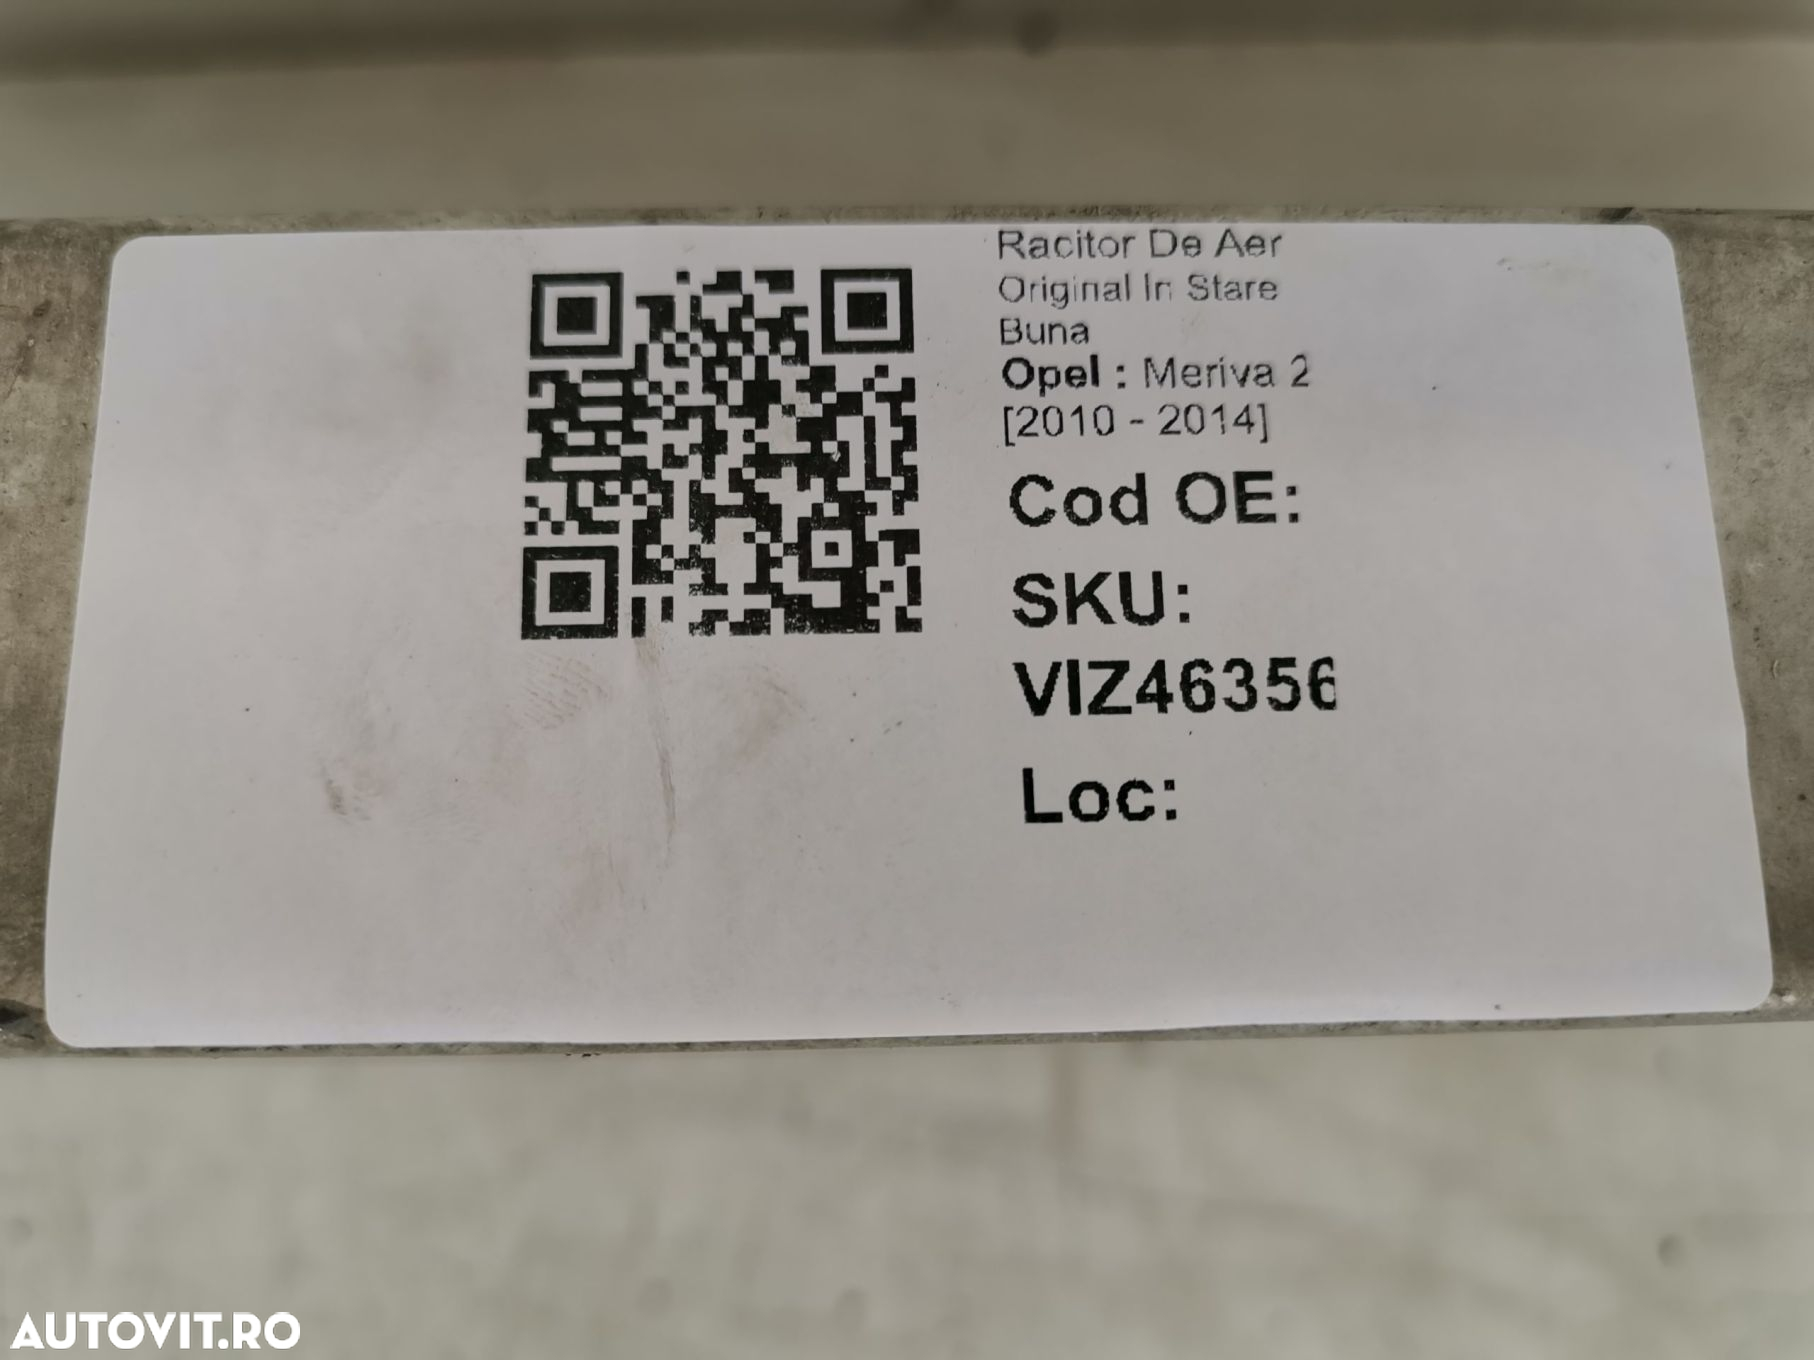 Racitor De Aer
Original In Stare
Buna
Opel : Meriva 2
[2010 - 2014]
Cod OE:
SKU:
VIZ46356
Loc:
AUTOVIT.RO